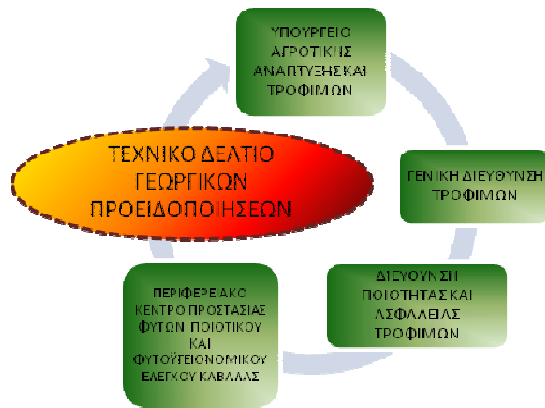 ΥΠΟΥΡΓΕΙΟ
ΑΓΡΟΤΙΚΗΣ
ΑΝΑΠΤΥΞΗΣ ΚΑΙ
ΤΡΟΦΙΜΩΝ
ΤΕΧΝΙΚΟ ΔΕΛΤΙΟ
ΓΕΩΡΓΙΚΩΝ
ΠΡΟΕΙΔΟΠΟΙΗΣΕΩΝ
ΓΕΝΙΚΗ ΔΙΕΥΘΥΝΣΗ
ΤΡΟΦΙΜΩΝ
ΔΙΕΥΘΥΝΣΗ
ΠΟΙΟΤΗΤΑΣ ΚΑΙ
ΑΣΦΑΛΕΙΑΣ
ΤΡΟΦΙΜΩΝ
ΠΕΡΙΦΕΡΕΙΑΚΟ
ΚΕΝΤΡΟ ΠΡΟΣΤΑΣΙΑΣ
ΦΥΤΩΝ ΠΟΙΟΤΙΚΟΥ
ΚΑΙ
ΦΥΤΟΫΓΕΙΟΝΟΜΙΚΟΥ
ΕΛΕΓΧΟΥ ΚΑΒΑΛΑΣ